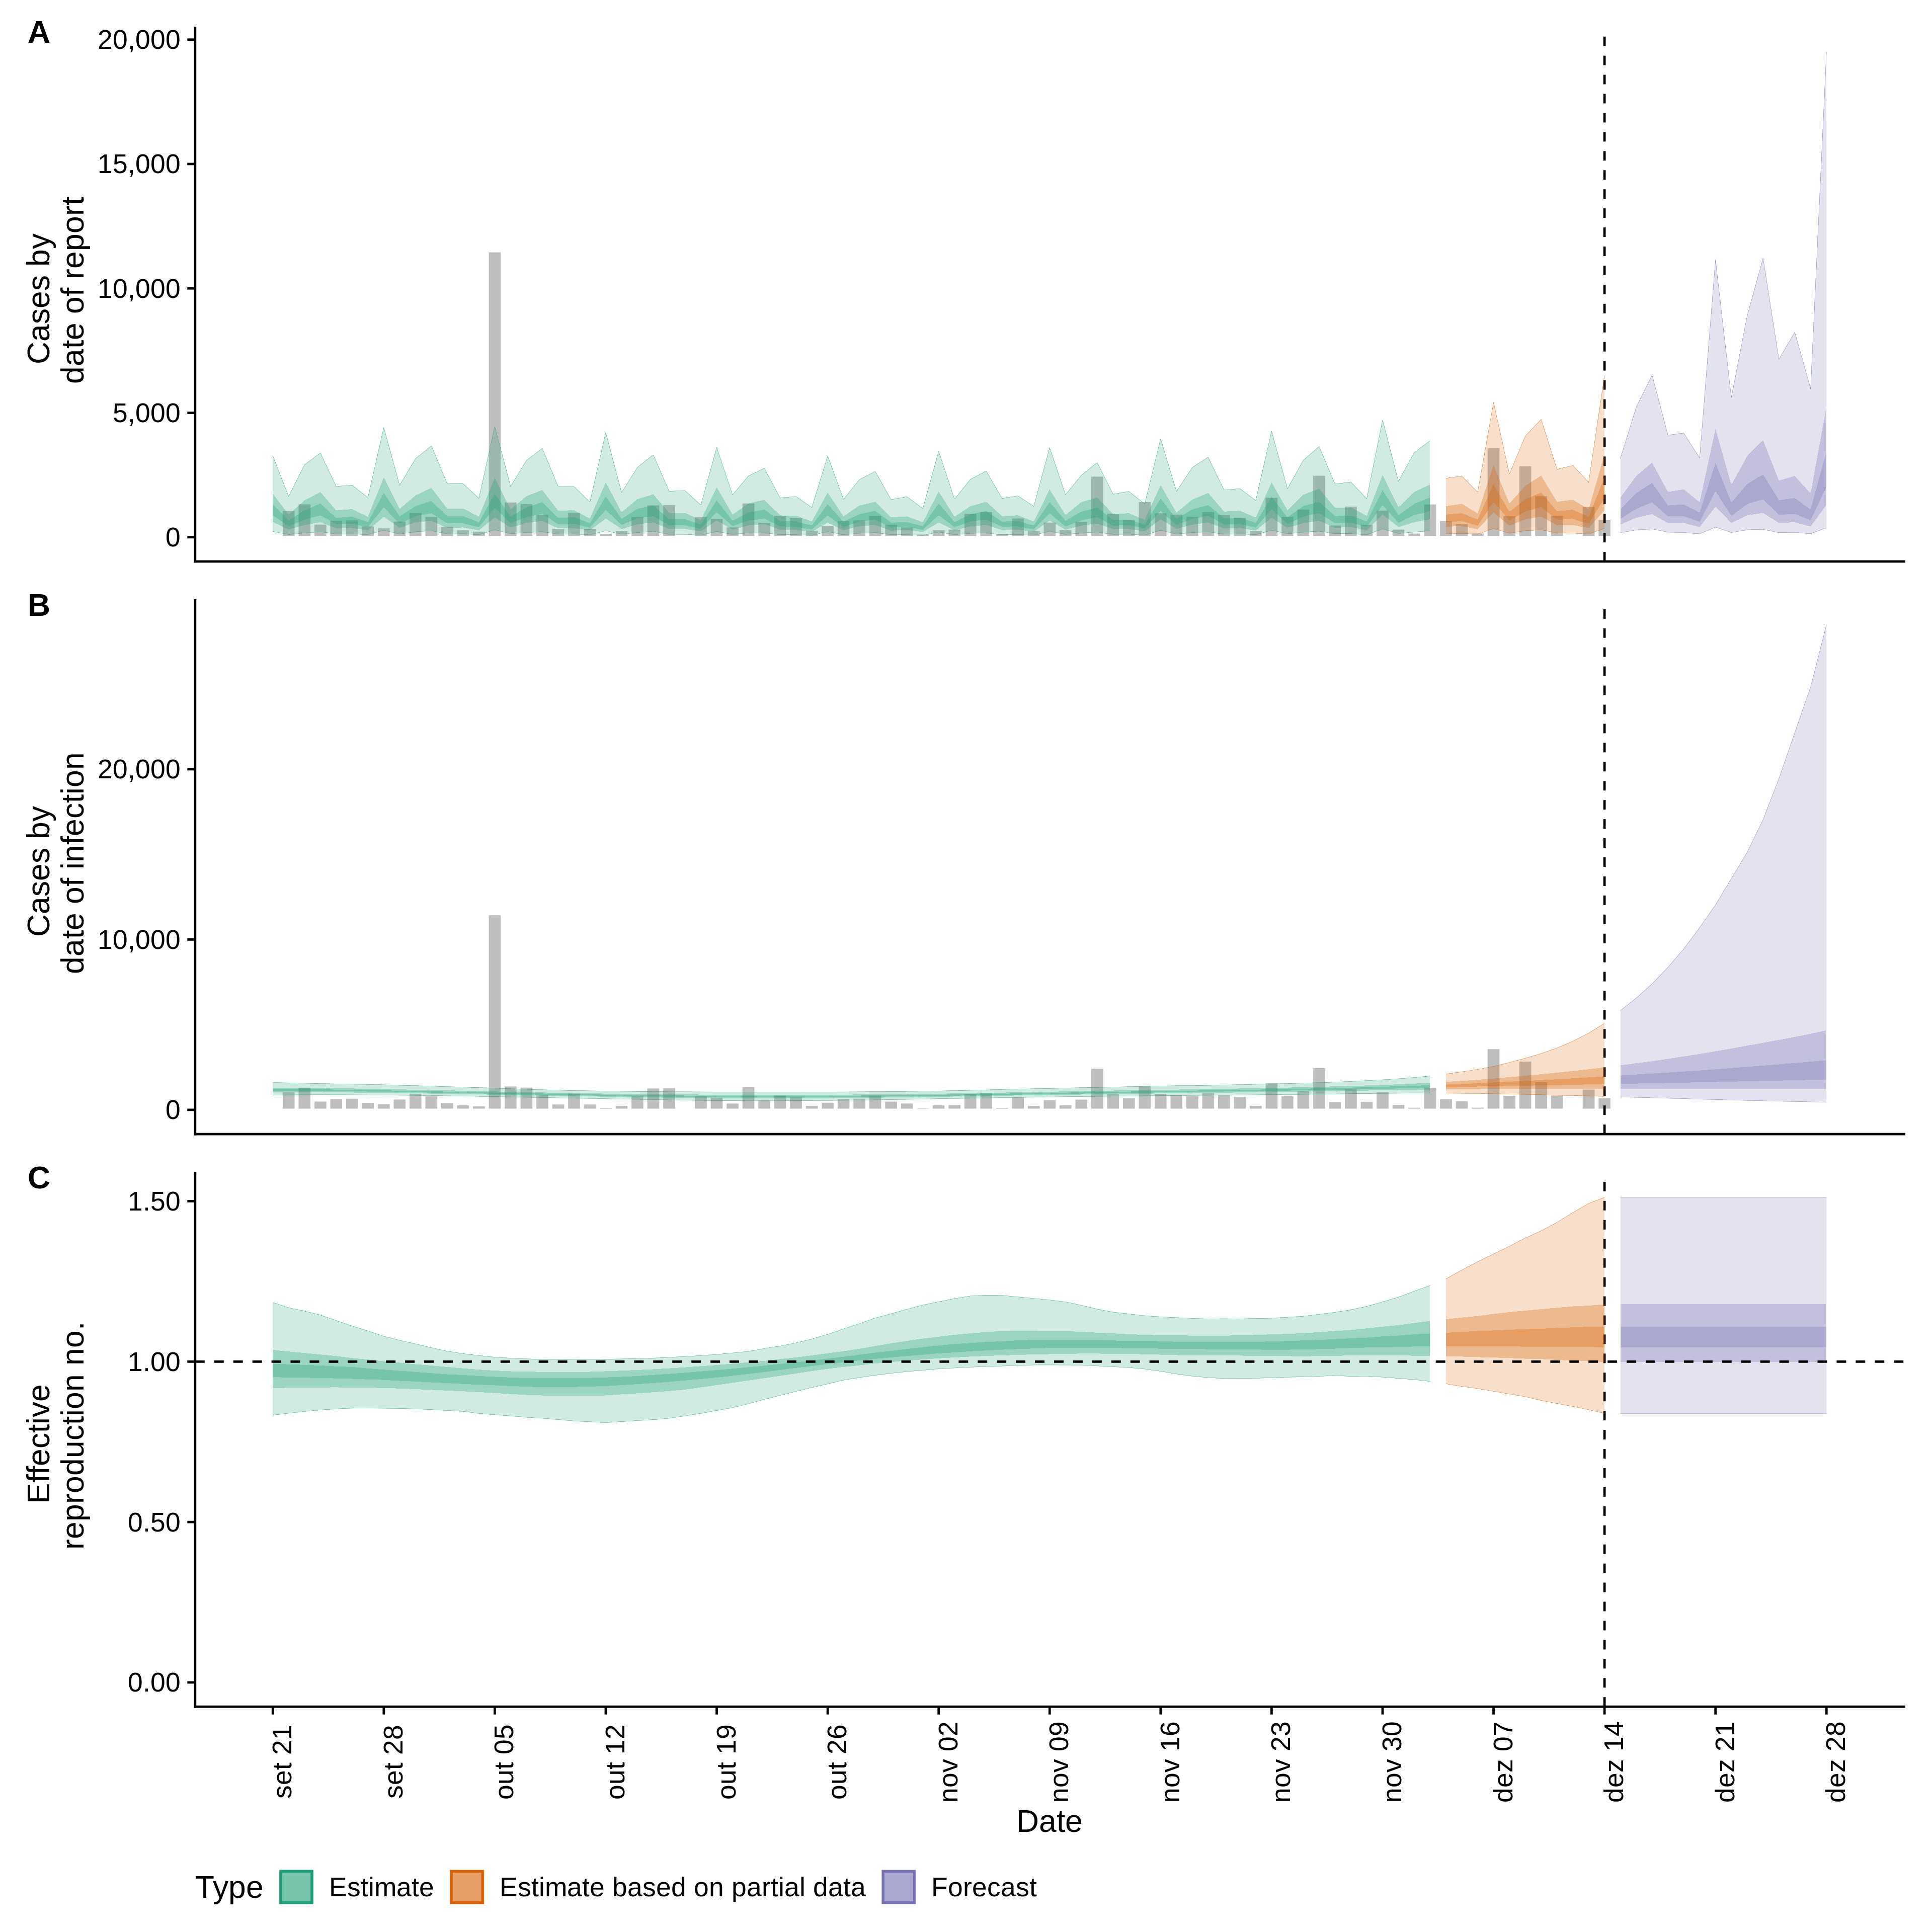 A
20,000
15,000
10,000
5,000
0
Cases by
date of report
B
20,000
10,000
0
Cases by
date of infection
C
1.50
1.00
0.50
0.00
Effective
reproduction no.
set 21
set 28
out 05
out 12
out 19
out 26
nov 02
nov 09
nov 16
nov 23
nov 30
dez 07
dez 14
dez 21
dez 28
Date
Type Estimate Estimate based on partial data Forecast